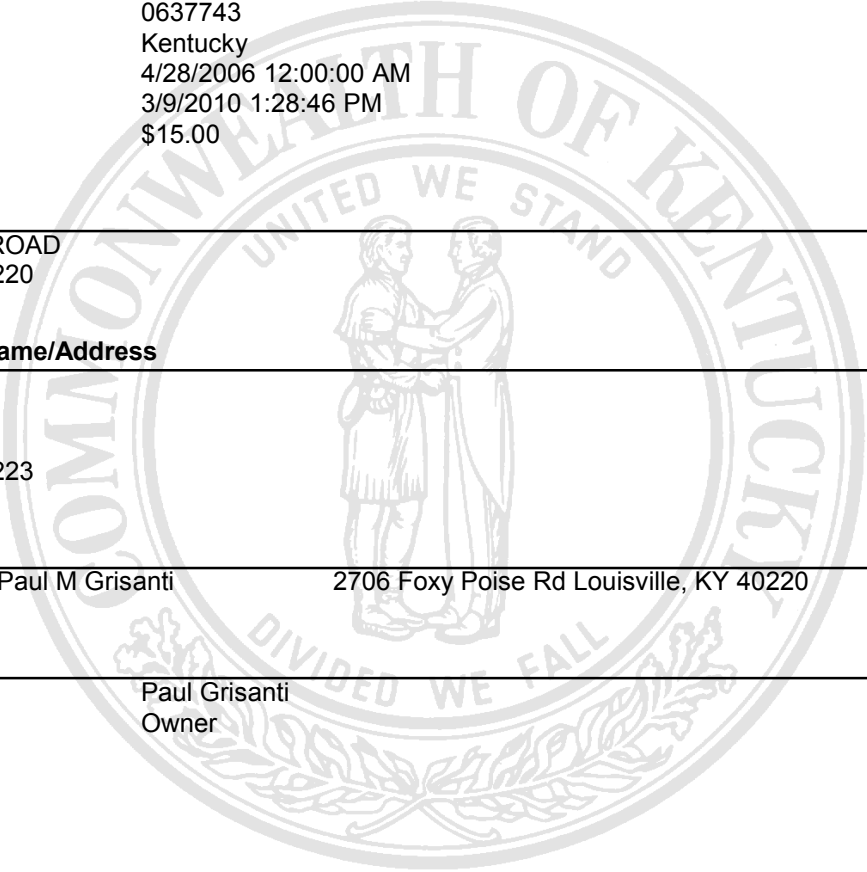 0637743
Kentucky
4/28/2006 12:00:00 AM
3/9/2010 1:28:46 PM
$15.00
ROAD
220
ame/Address
223
Paul M Grisanti 2706 Foxy Poise Rd Louisville, KY 40220
Paul Grisanti
Owner
COMMONWEALTH OF KENTUCKY
UNITED WE STAND
DIVIDED WE FALL